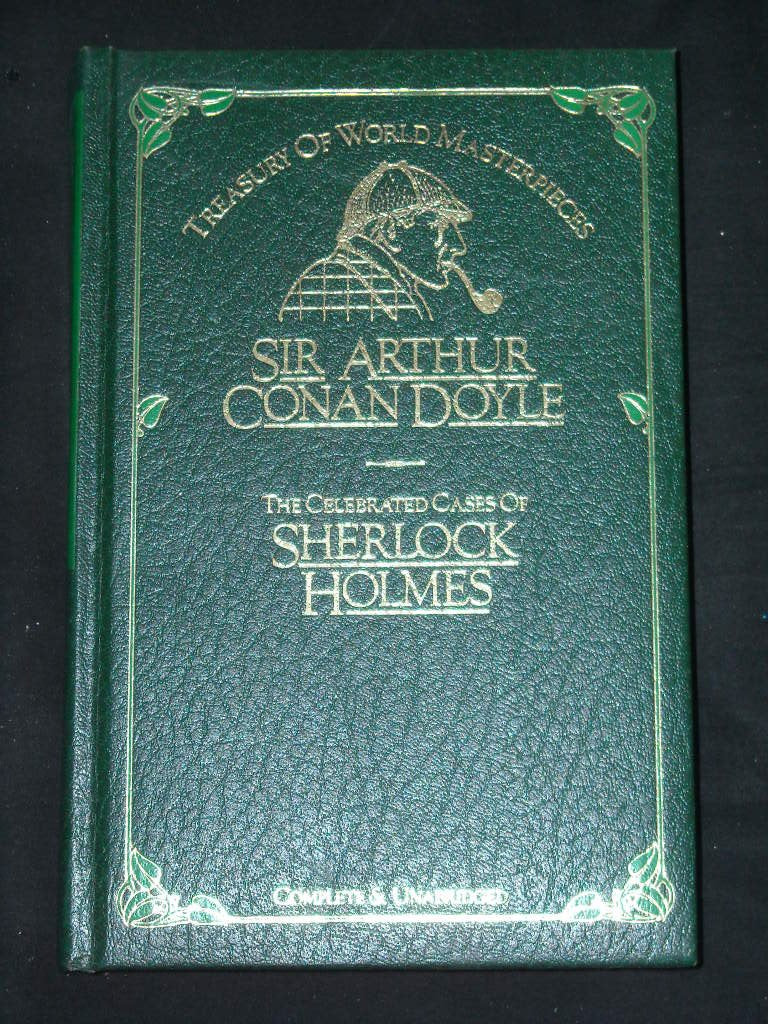 Treasury Of World Masterpieces
Sir Arthur
Conan Doyle
The Celebrated Cases Of
Sherlock
Holmes
Complete & Unabridged